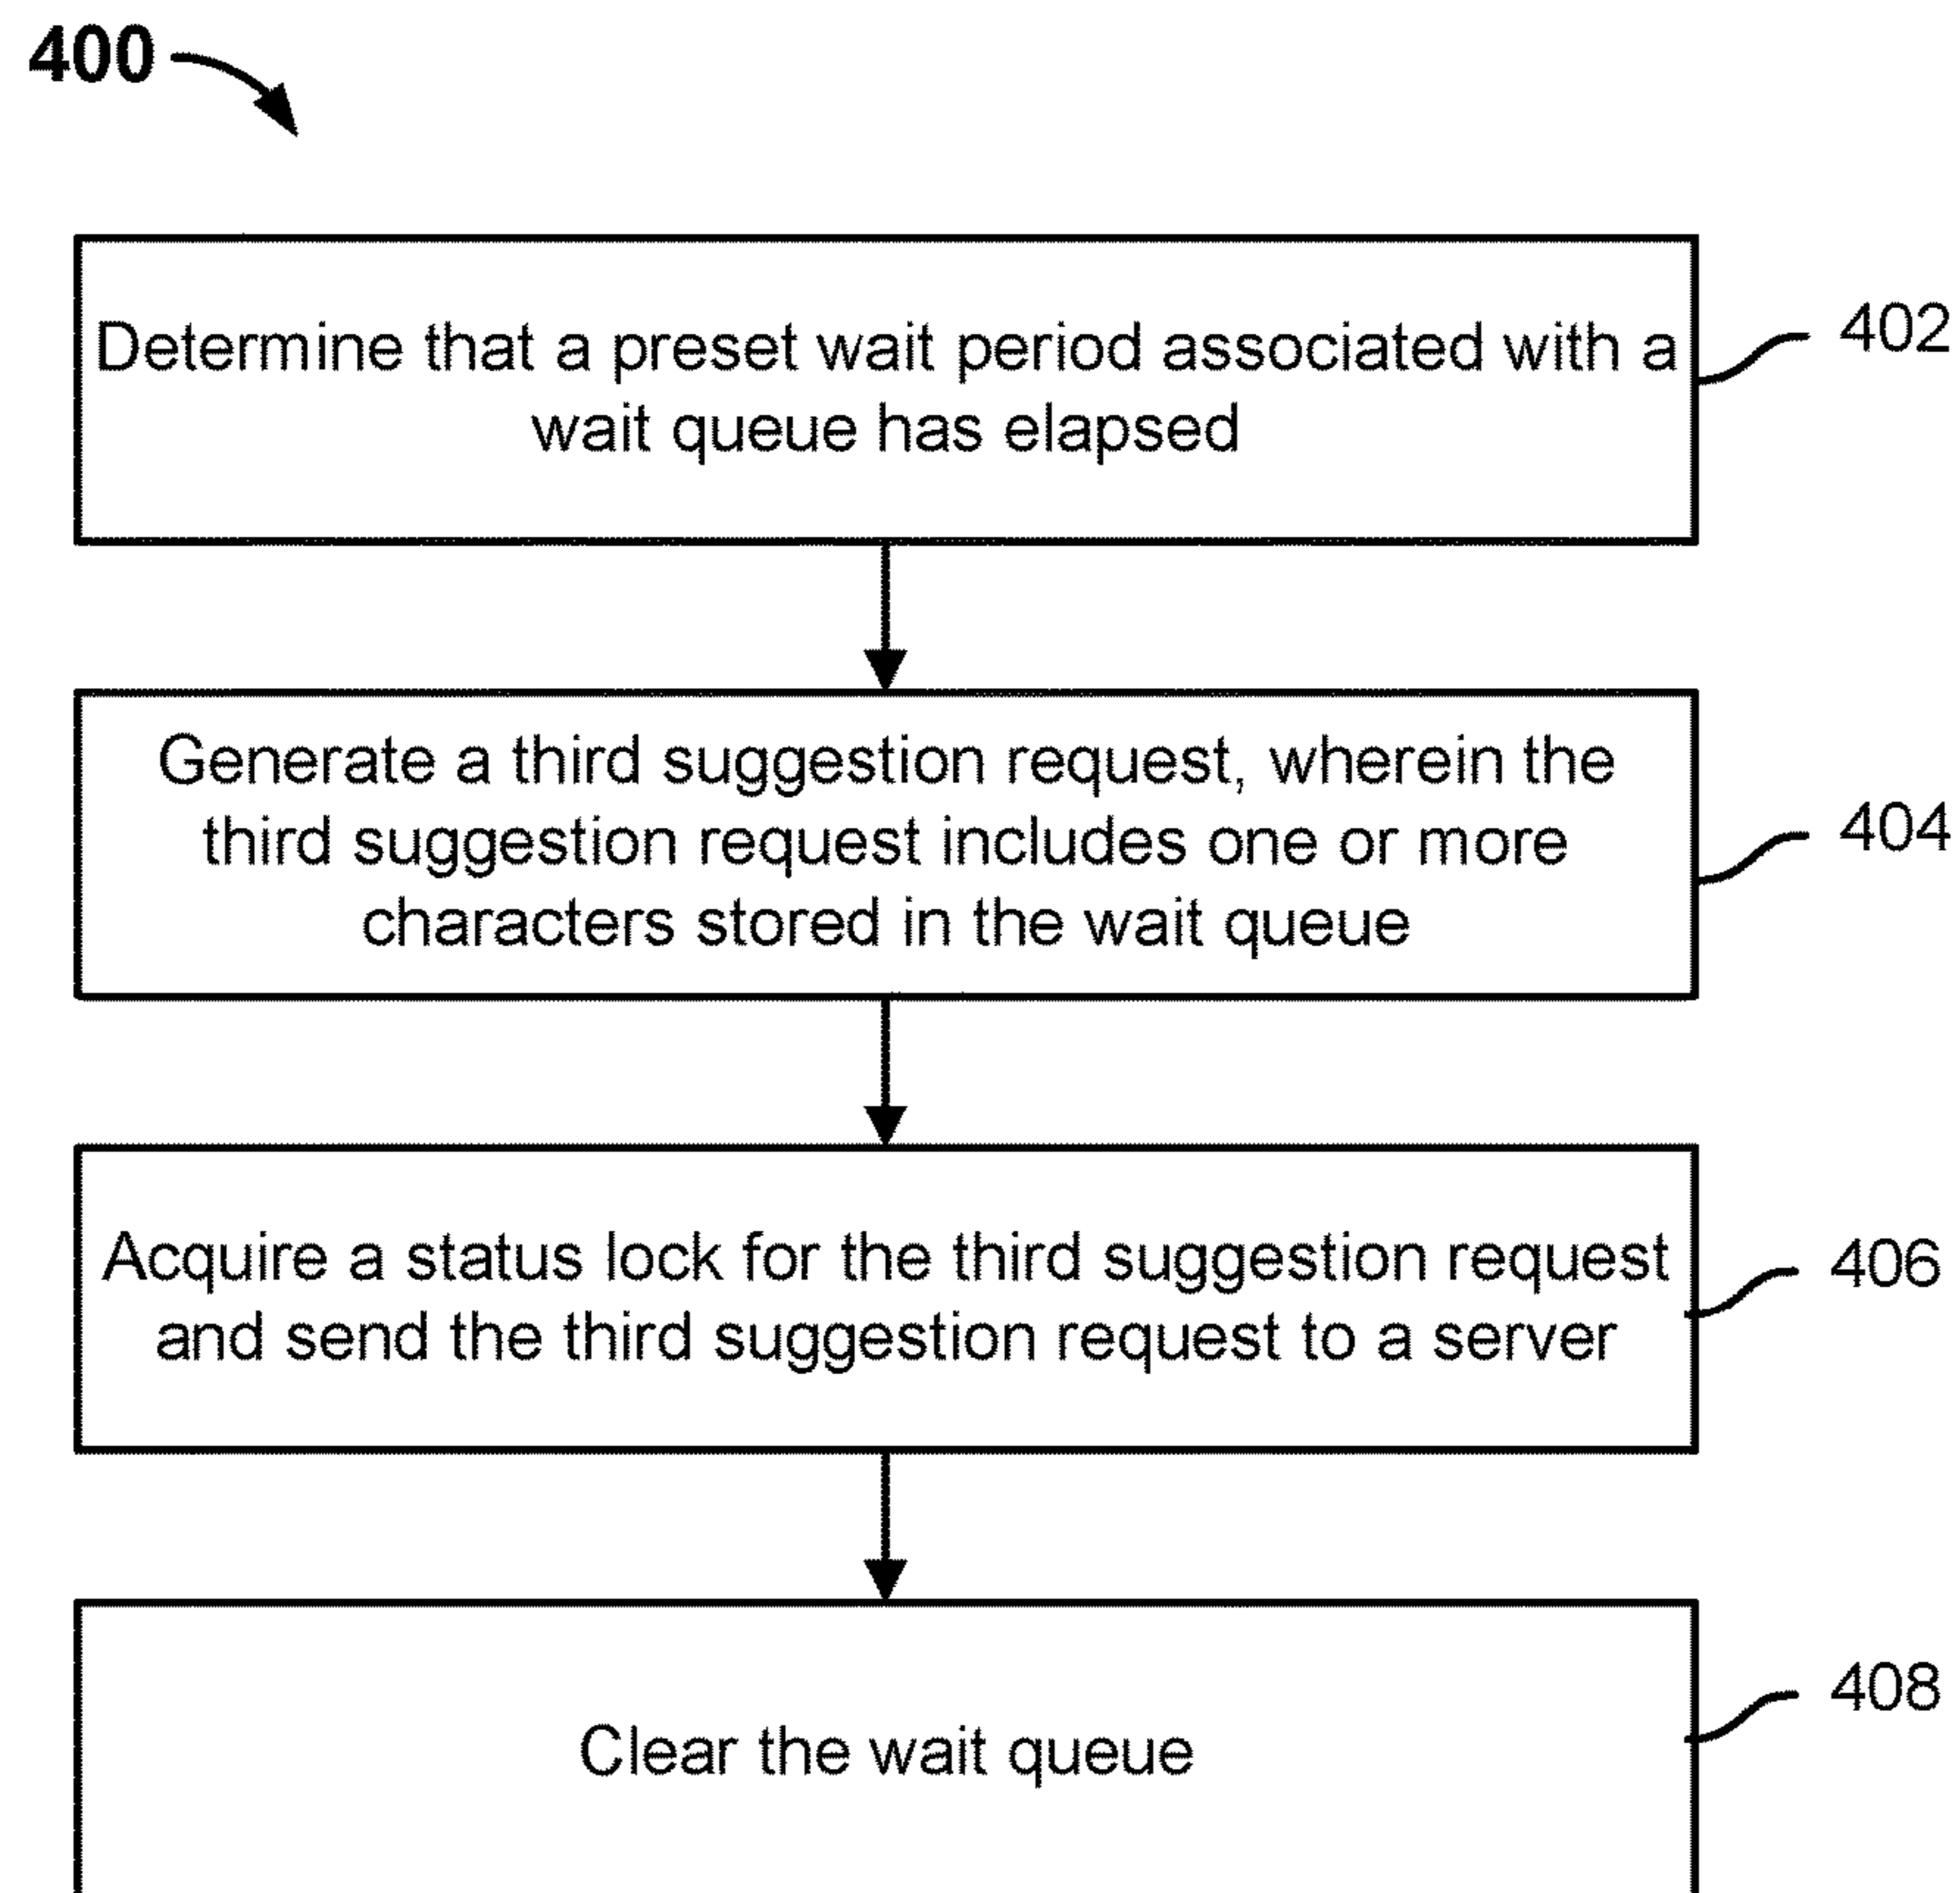 400
Determine that a preset wait period associated with a
wait queue has elapsed
402
Generate a third suggestion request, wherein the
third suggestion request includes one or more
characters stored in the wait queue
404
Acquire a status lock for the third suggestion request
and send the third suggestion request to a server
406
Clear the wait queue
408